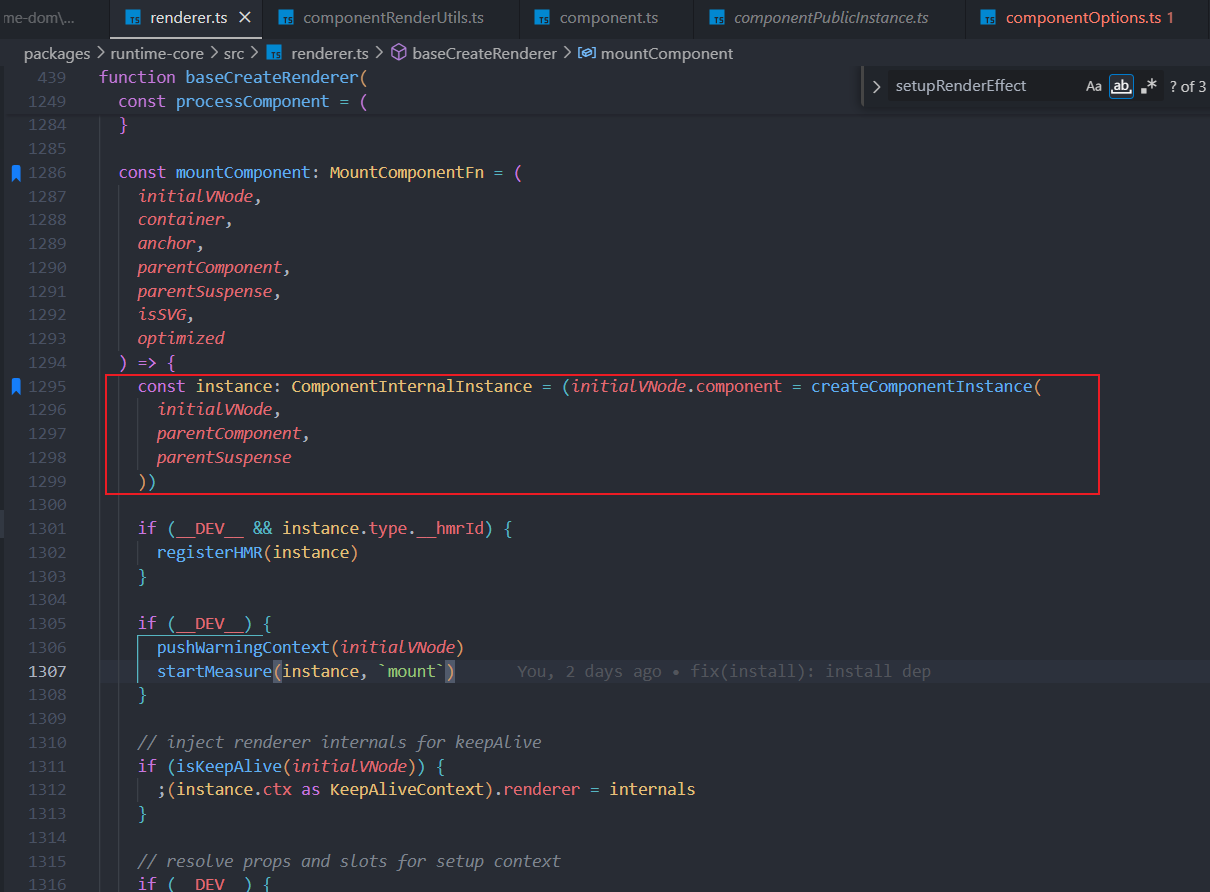 me-dom\... TS renderer.ts × TS componentRenderUtils.ts TS component.ts TS componentPublicInstance.ts TS componentOptions.ts 1
packages > runtime-core > src > TS renderer.ts > baseCreateRenderer > mountComponent
> setupRenderEffect Aa ab .* ? of 3
439 function baseCreateRenderer(
1249 const processComponent = (
1284 }
1285
1286 const mountComponent: MountComponentFn = (
1287 initialVNode,
1288 container,
1289 anchor,
1290 parentComponent,
1291 parentSuspense,
1292 isSVG,
1293 optimized
1294 ) => {
1295 const instance: ComponentInternalInstance = (initialVNode.component = createComponentInstance(
1296 initialVNode,
1297 parentComponent,
1298 parentSuspense
1299 ))
1300
1301 if (__DEV__ && instance.type.__hmrId) {
1302 registerHMR(instance)
1303 }
1304
1305 if (__DEV__) {
1306 pushWarningContext(initialVNode)
1307 startMeasure(instance, `mount`) You, 2 days ago • fix(install): install dep
1308 }
1309
1310 // inject renderer internals for keepAlive
1311 if (isKeepAlive(initialVNode)) {
1312 ;(instance.ctx as KeepAliveContext).renderer = internals
1313 }
1314
1315 // resolve props and slots for setup context
1316 if (__DEV__) {